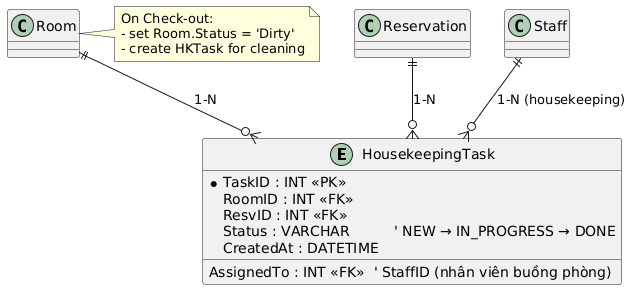 C Room
On Check-out:
- set Room.Status = 'Dirty'
- create HKTask for cleaning
C Reservation
C Staff
1-N
1-N
1-N (housekeeping)
E HousekeepingTask
TaskID : INT «PK»
RoomID : INT «FK»
ResvID : INT «FK»
Status : VARCHAR ' NEW → IN_PROGRESS → DONE
CreatedAt : DATETIME
AssignedTo : INT «FK» ' StaffID (nhân viên buồng phòng)